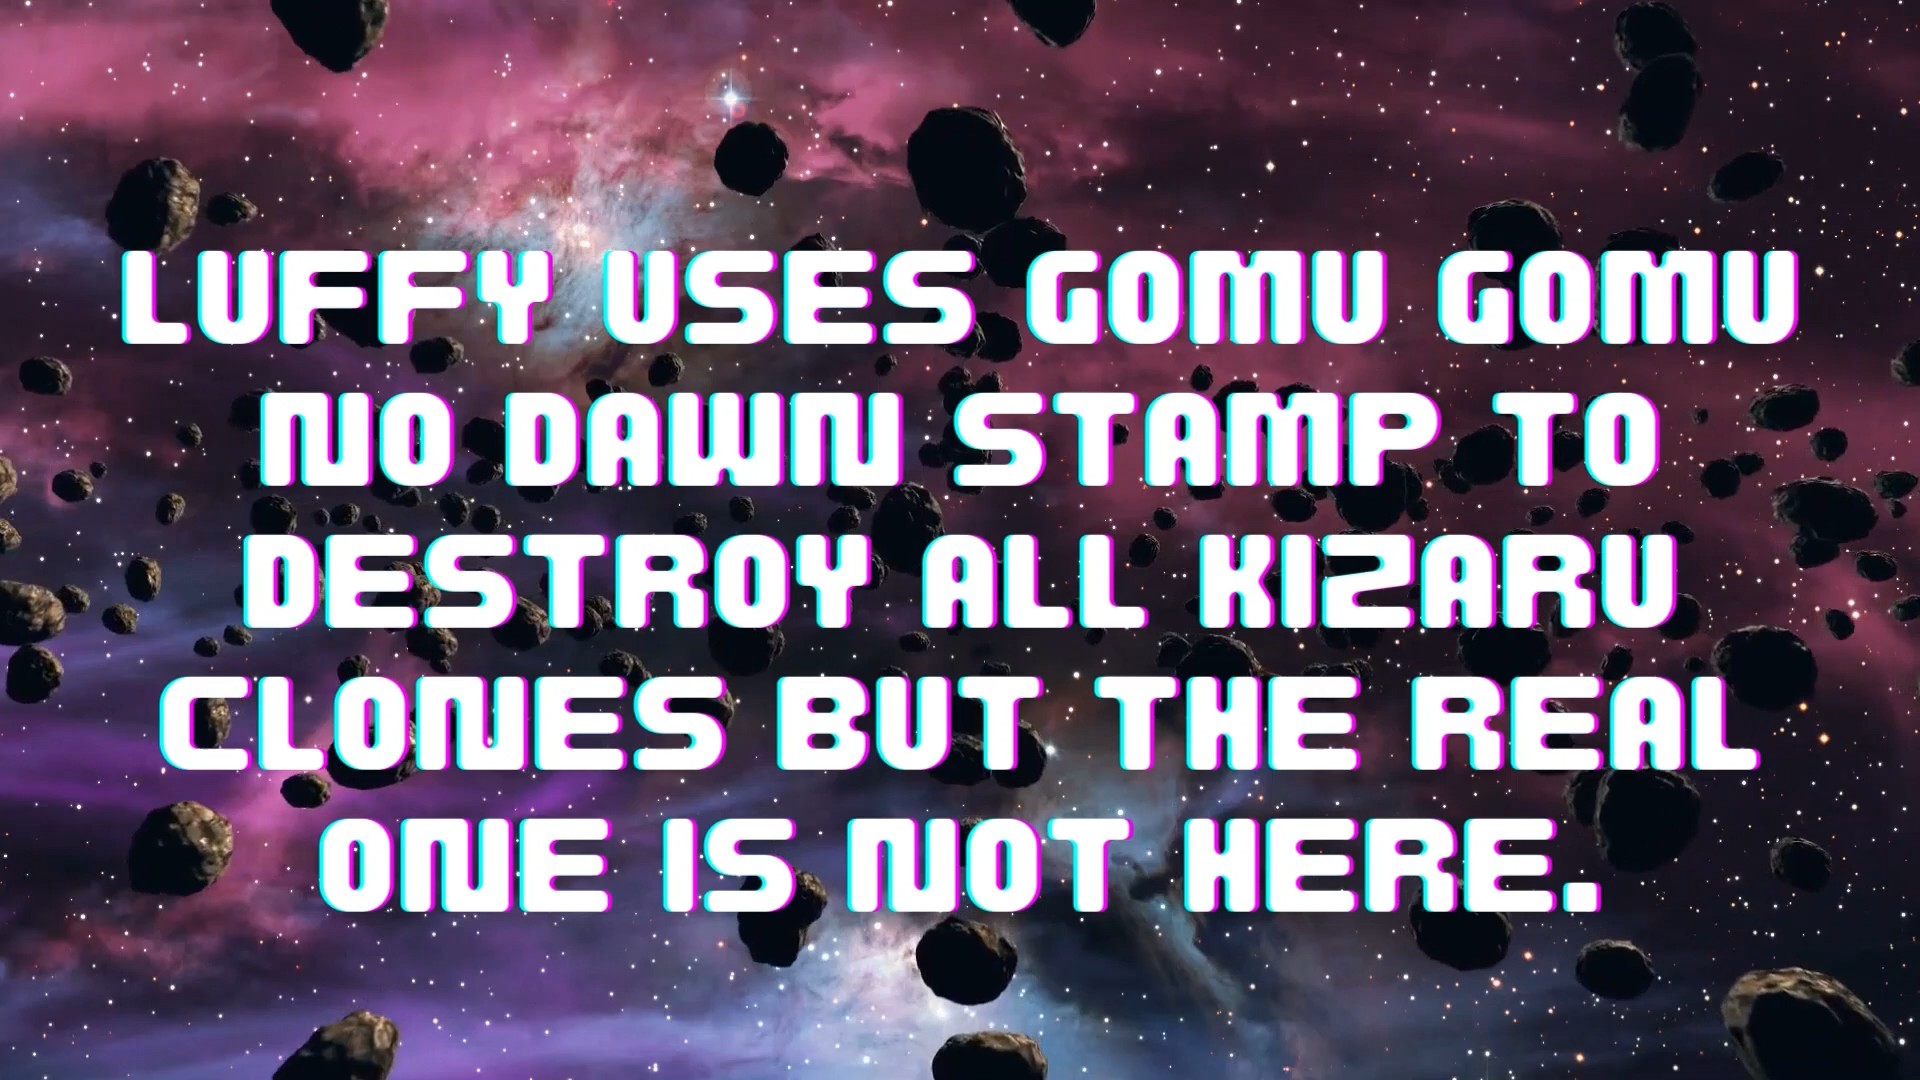 LUFFY USES GOMU GOMU
NO DAWN STAMP TO
DESTROY ALL KIZARU
CLONES BUT THE REAL
ONE IS NOT HERE.